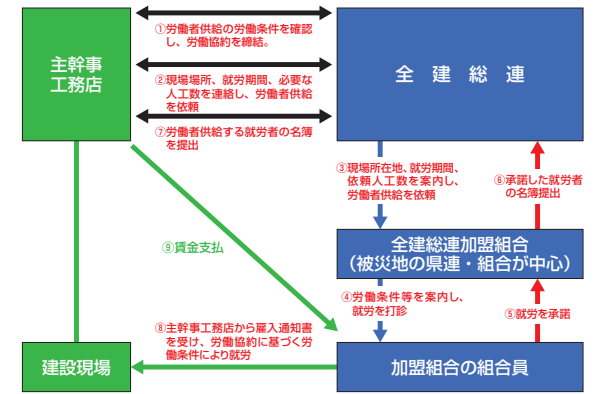 主幹事
工務店
①労働者供給の労働条件を確認
し、労働協約を締結。
全建総連
②現場場所、就労期間、必要な
人工数を連絡し、労働者供給
を依頼
⑦労働者供給する就労者の名簿
を提出
③現場所在地、就労期間、
依頼人工数を案内し、
労働者供給を依頼
⑥承諾した就労者
の名簿提出
全建総連加盟組合
（被災地の県連・組合が中心）
⑨賃金支払
④労働条件等を案内し、
就労を打診
⑤就労を承諾
⑧主幹事工務店から雇入通知書
を受け、労働協約に基づく労
働条件により就労
建設現場
加盟組合の組合員